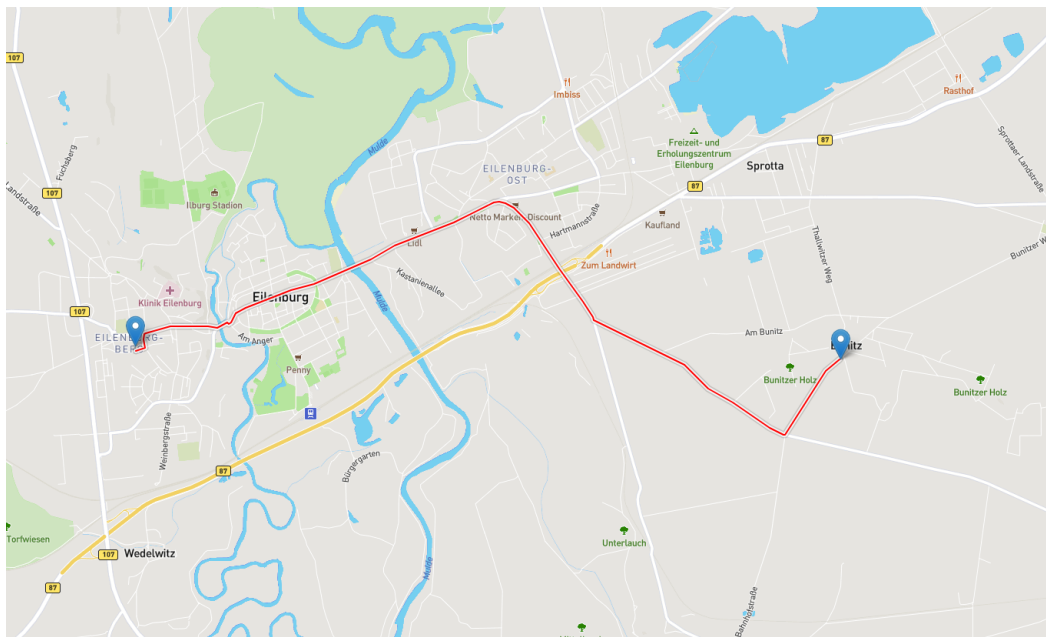 107
Imbiss
Rasthof
Mulde
Fuchsberg
Landstraße
Freizeit- und
Erholungszentrum
Eilenburg
87
Sprotta
Sprottaer Landstraße
EILENBURG-
OST
87
Ilburg Stadion
Netto Marken-Discount
Hartmannstraße
Kaufland
Lidl
Zum Landwirt
Thallwitzer Weg
Bunitzer W
Kastanienallee
Klinik Eilenburg
Eilenburg
Mulde
107
EILENBURG-
BERG
Am Anger
Am Bunitz
Bunitz
Penny
Bunitzer Holz
Bunitzer Holz
Weinbergstraße
Bürgergarten
87
Torfwiesen
Unterlauch
107
Wedelwitz
Mulde
87
Bahnhofstraße